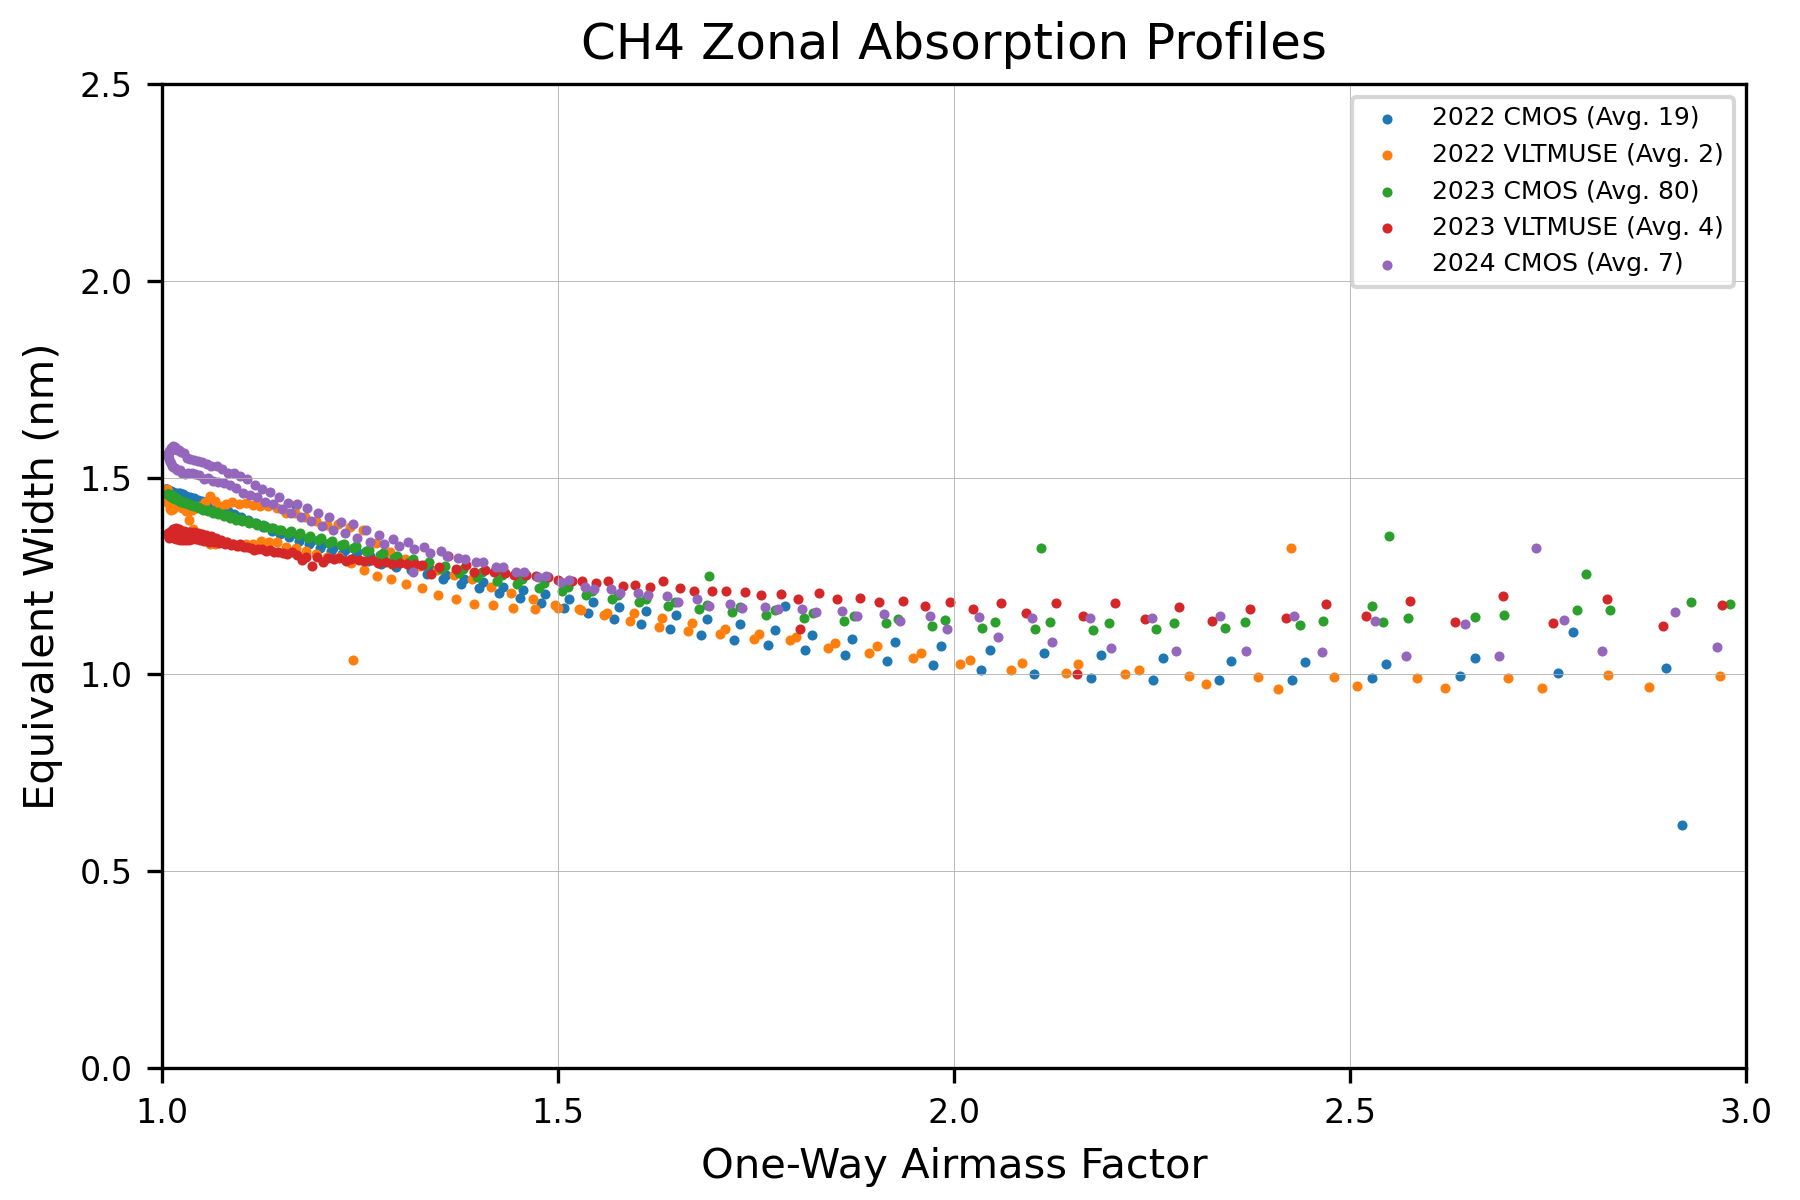 CH4 Zonal Absorption Profiles
2.5
2.0
1.5
1.0
0.5
0.0
Equivalent Width (nm)
2022 CMOS (Avg. 19)
2022 VLTMUSE (Avg. 2)
2023 CMOS (Avg. 80)
2023 VLTMUSE (Avg. 4)
2024 CMOS (Avg. 7)
1.0 1.5 2.0 2.5 3.0
One-Way Airmass Factor